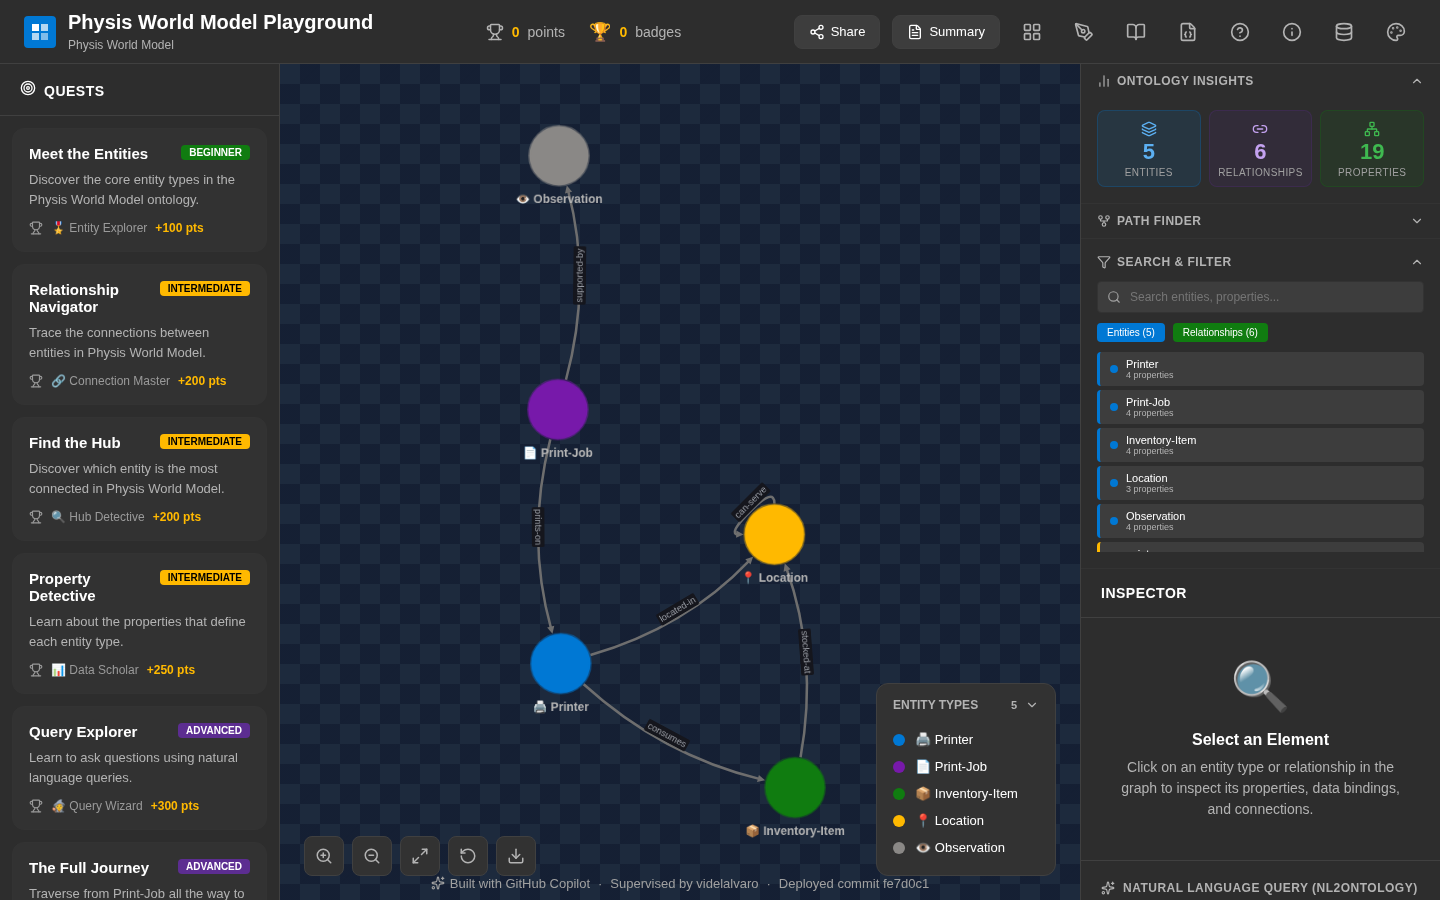 Physis World Model Playground
Physis World Model
0 points
🏆 0 badges
Share
Summary
QUESTS
Meet the Entities
BEGINNER
Discover the core entity types in the
Physis World Model ontology.
🎖️ Entity Explorer +100 pts
Relationship
Navigator
INTERMEDIATE
Trace the connections between
entities in Physis World Model.
🔗 Connection Master +200 pts
Find the Hub
INTERMEDIATE
Discover which entity is the most
connected in Physis World Model.
🔍 Hub Detective +200 pts
Property
Detective
INTERMEDIATE
Learn about the properties that define
each entity type.
📊 Data Scholar +250 pts
Query Explorer
ADVANCED
Learn to ask questions using natural
language queries.
🧙 Query Wizard +300 pts
The Full Journey
ADVANCED
Traverse from Print-Job all the way to
👁️ Observation
supported-by
📄 Print-Job
prints-on
can-serve
📍 Location
located-in
stocked-at
🖨️ Printer
consumes
📦 Inventory-Item
ENTITY TYPES 5
🖨️ Printer
📄 Print-Job
📦 Inventory-Item
📍 Location
👁️ Observation
Built with GitHub Copilot · Supervised by videlalvaro · Deployed commit fe7d0c1
ONTOLOGY INSIGHTS
5
ENTITIES
6
RELATIONSHIPS
19
PROPERTIES
PATH FINDER
SEARCH & FILTER
Search entities, properties...
Entities (5)
Relationships (6)
Printer
4 properties
Print-Job
4 properties
Inventory-Item
4 properties
Location
3 properties
Observation
4 properties
INSPECTOR
Select an Element
Click on an entity type or relationship in the
graph to inspect its properties, data bindings,
and connections.
NATURAL LANGUAGE QUERY (NL2ONTOLOGY)